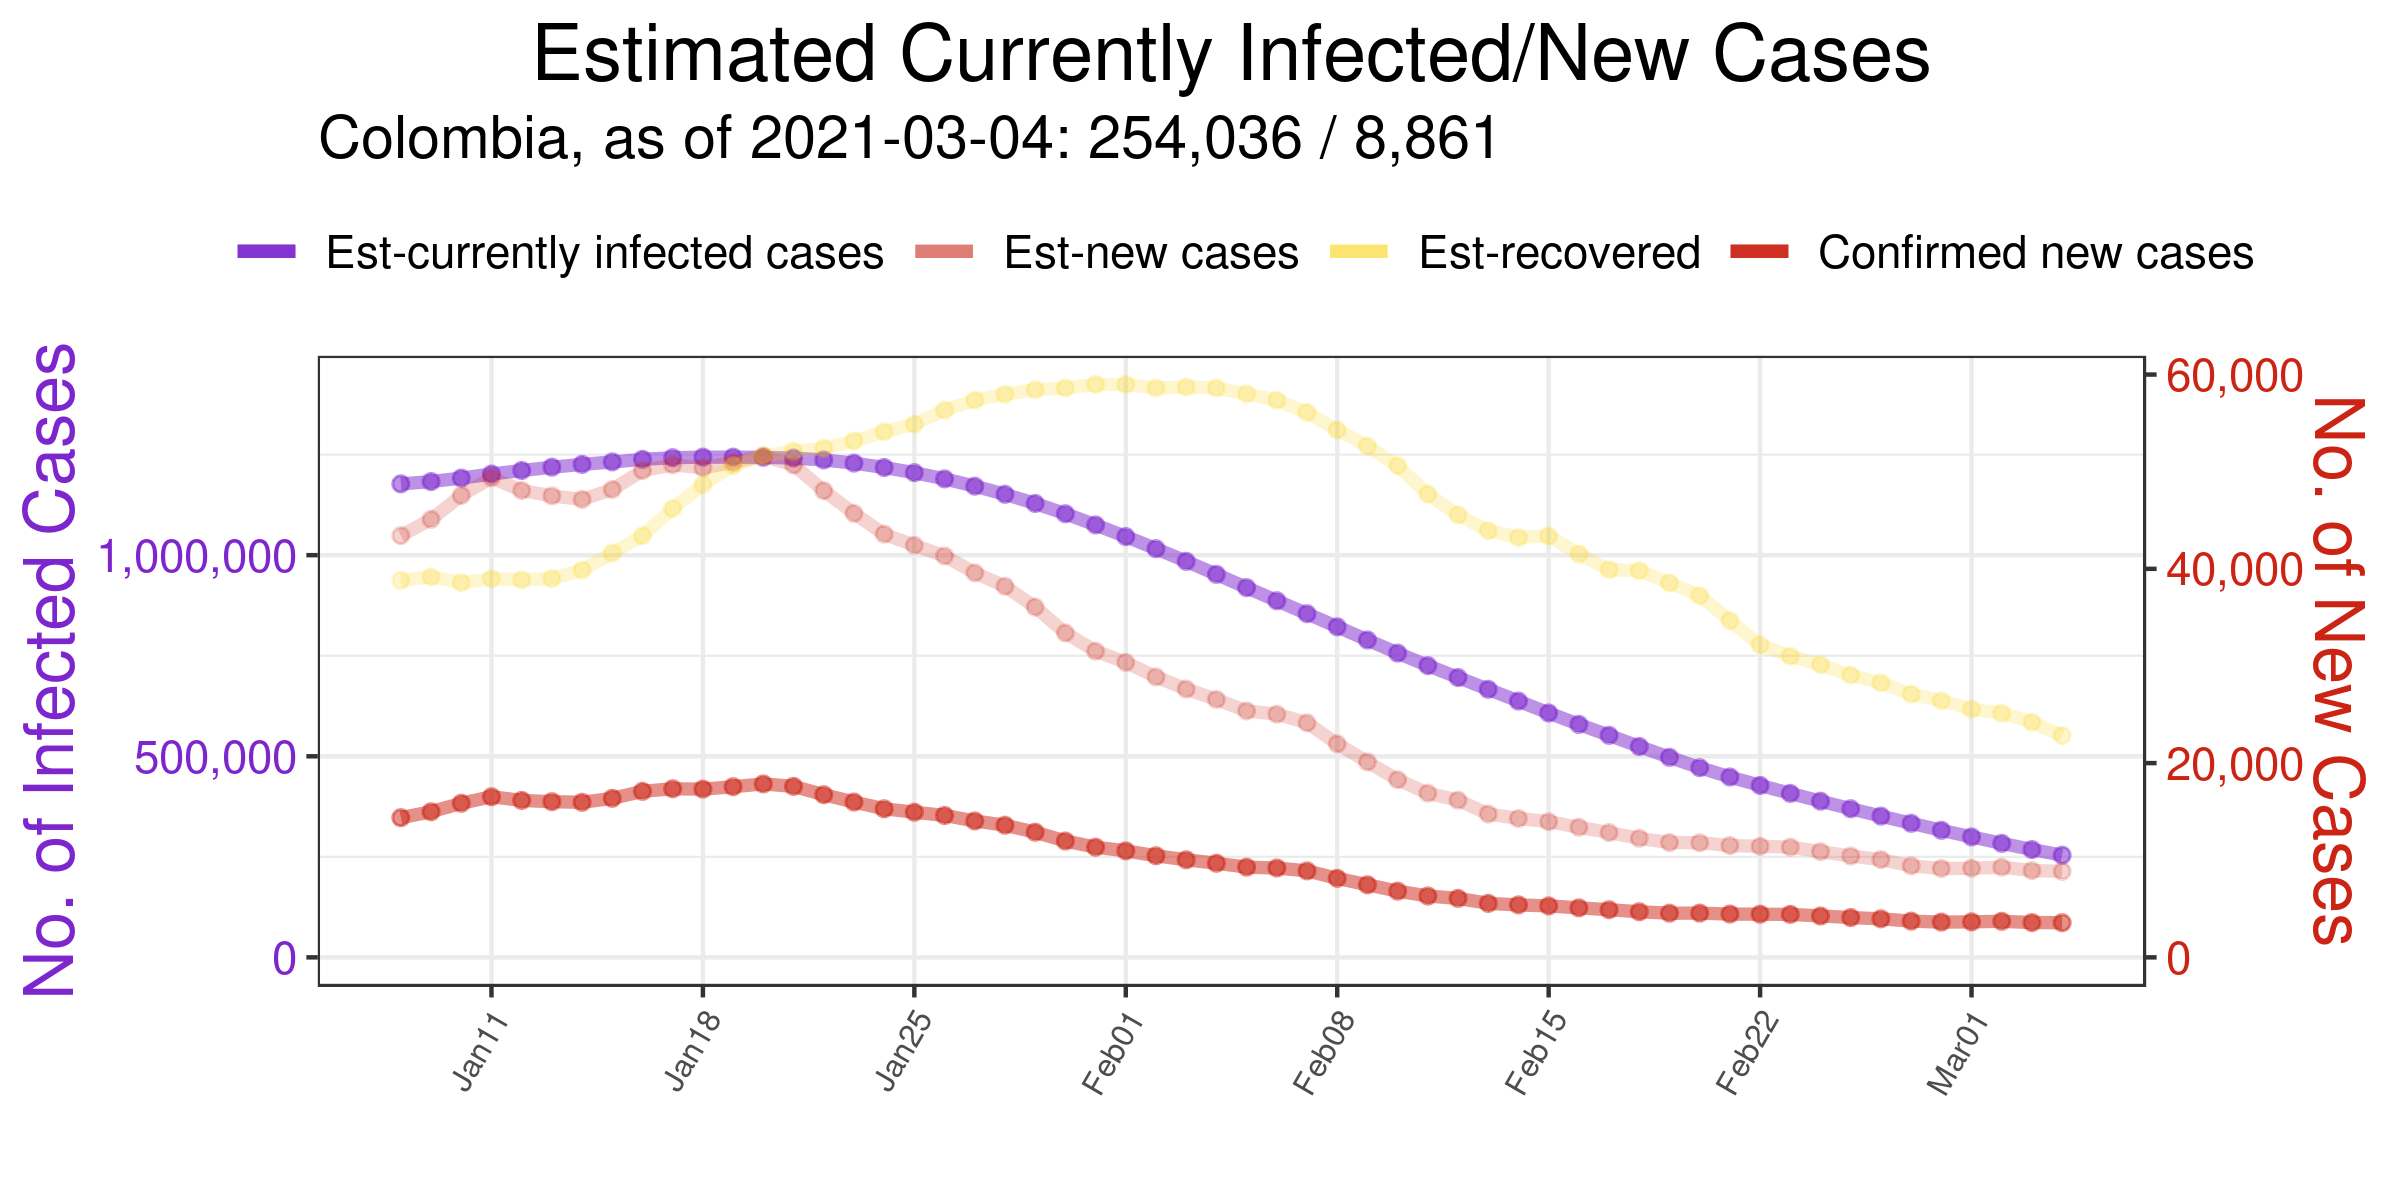 Estimated Currently Infected/New Cases
Colombia, as of 2021-03-04: 254,036 / 8,861
Est-currently infected cases
Est-new cases
Est-recovered
Confirmed new cases
No. of Infected Cases
1,000,000
500,000
0
60,000
40,000
20,000
0
No. of New Cases
Jan11
Jan18
Jan25
Feb01
Feb08
Feb15
Feb22
Mar01